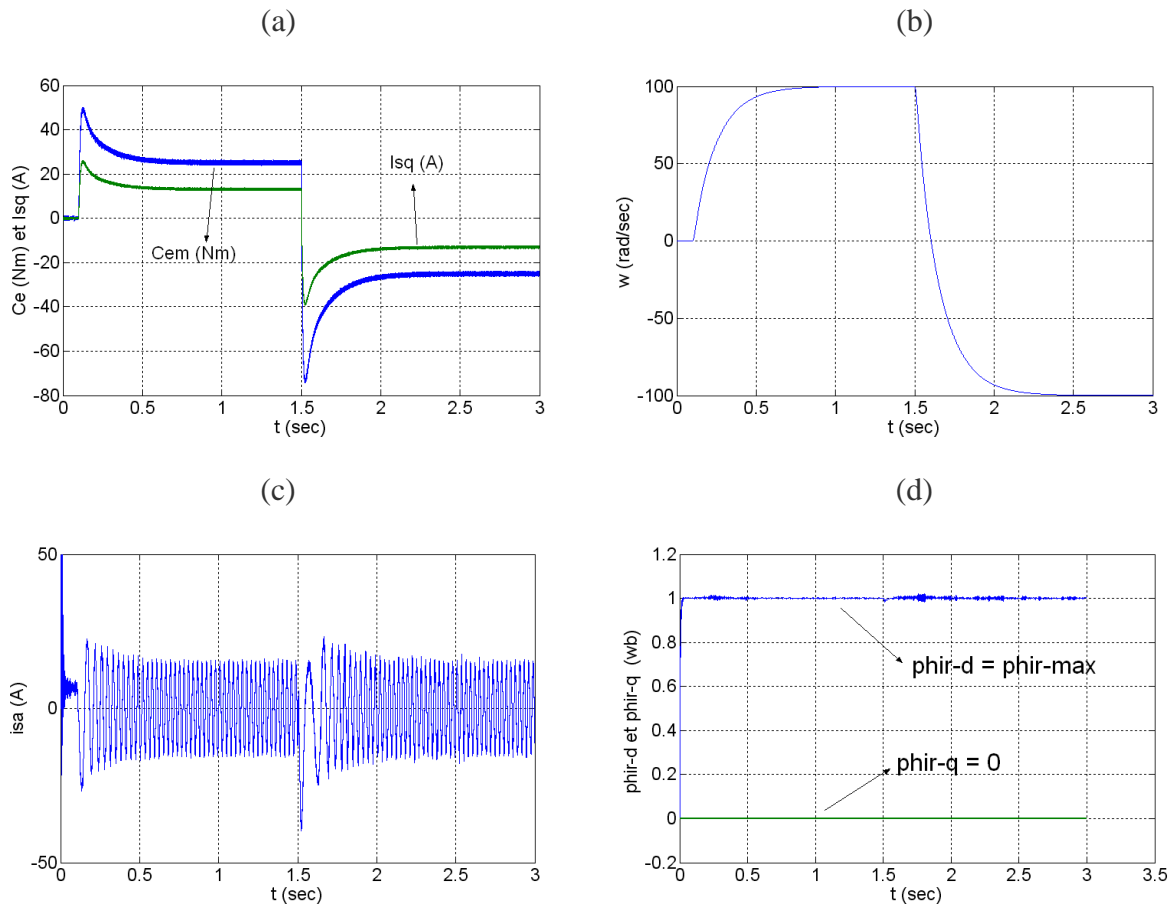 (a)
(b)
60
40
20
0
-20
-40
-60
-80
Ce (Nm) et Isq (A)
Isq (A)
Cem (Nm)
0 0.5 1 1.5 2 2.5 3
t (sec)
100
50
0
-50
-100
w (rad/sec)
0 0.5 1 1.5 2 2.5 3
t (sec)
(c)
(d)
50
0
-50
isa (A)
0 0.5 1 1.5 2 2.5 3
t (sec)
1.2
1
0.8
0.6
0.4
0.2
0
-0.2
phir-d et phir-q (wb)
phir-d = phir-max
phir-q = 0
0 0.5 1 1.5 2 2.5 3 3.5
t (sec)